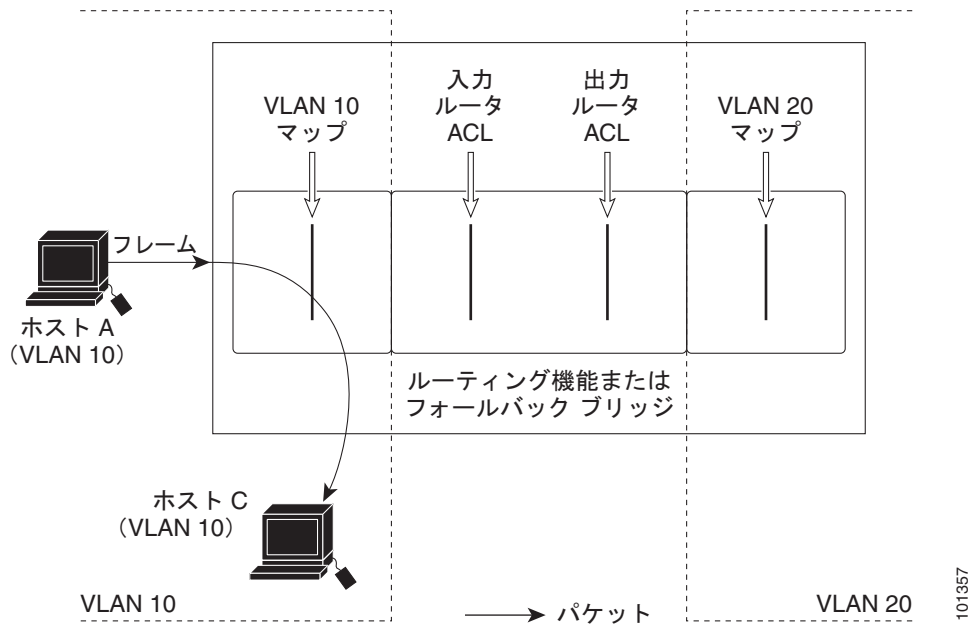 VLAN 10
マップ
入力
ルータ
ACL
出力
ルータ
ACL
VLAN 20
マップ
フレーム
ホスト A
（VLAN 10）
ルーティング機能または
フォールバック ブリッジ
ホスト C
（VLAN 10）
VLAN 10
パケット
VLAN 20
101357